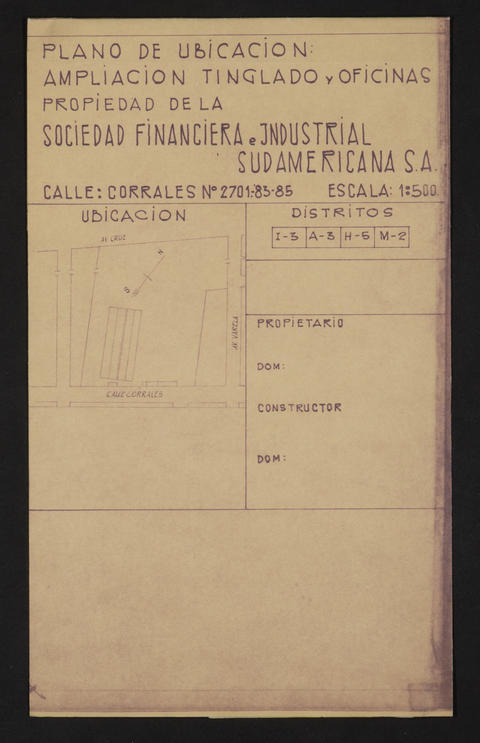 PLANO DE UBICACION:
AMPLIACION TINGLADO y OFICINAS
PROPIEDAD DE LA
SOCIEDAD FINANCIERA e INDUSTRIAL
SUDAMERICANA S.A.
CALLE: CORRALES Nº 2701-83-85 ESCALA: 1:500
UBICACION
AV. CRUZ
N
S
AV. VARELA
CALLE CORRALES
DISTRITOS
I-3 A-3 H-5 M-2
PROPIETARIO
DOM:
CONSTRUCTOR
DOM: